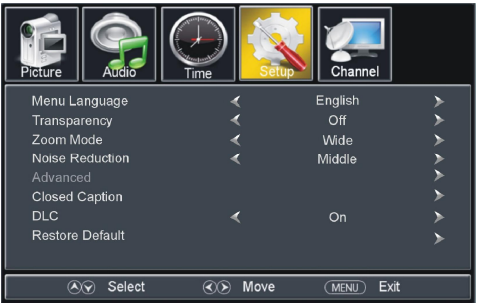 Picture Audio Time Setup Channel
Menu Language English
Transparency Off
Zoom Mode Wide
Noise Reduction Middle
Advanced
Closed Caption
DLC On
Restore Default
Select Move MENU Exit